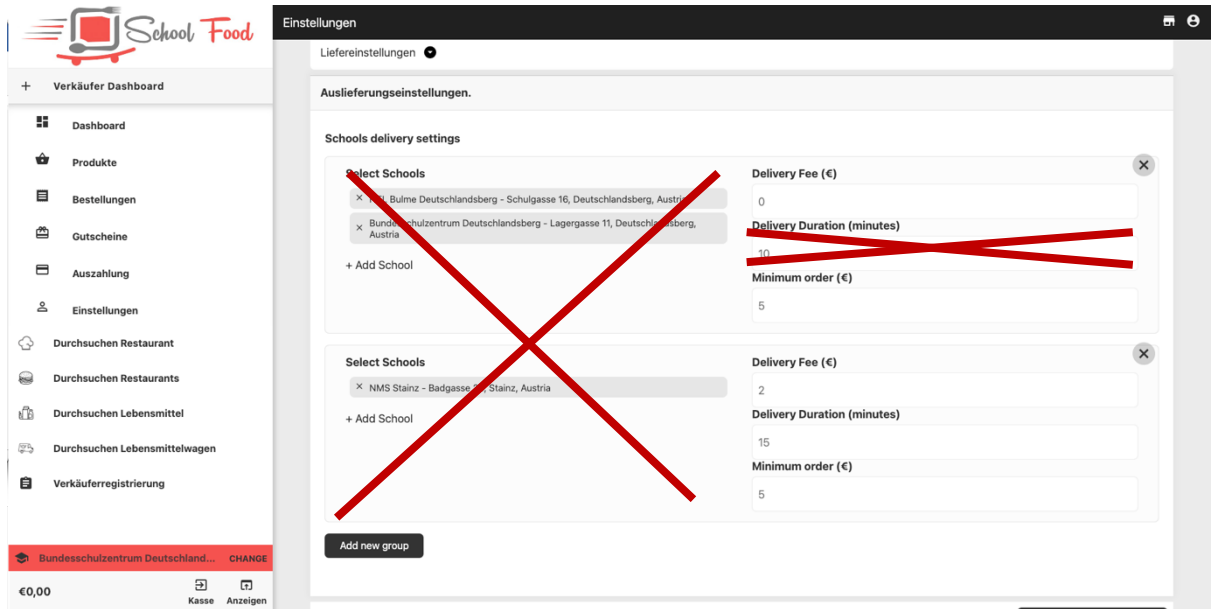 School Food
Einstellungen
Liefereinstellungen
+ Verkäufer Dashboard
Dashboard
Produkte
Bestellungen
Gutscheine
Auszahlung
Einstellungen
Durchsuchen Restaurant
Durchsuchen Restaurants
Durchsuchen Lebensmittel
Durchsuchen Lebensmittelwagen
Verkäuferregistrierung
Bundesschulzentrum Deutschland... CHANGE
€0,00
Kasse Anzeigen
Auslieferungseinstellungen.
Schools delivery settings
Select Schools
× Bulme Deutschlandsberg - Schulgasse 16, Deutschlandsberg, Austria
× Bundesschulzentrum Deutschlandsberg - Lagergasse 11, Deutschlandsberg,
Austria
+ Add School
Delivery Fee (€)
0
Delivery Duration (minutes)
10
Minimum order (€)
5
Select Schools
× NMS Stainz - Badgasse Stainz, Austria
+ Add School
Delivery Fee (€)
2
Delivery Duration (minutes)
15
Minimum order (€)
5
Add new group